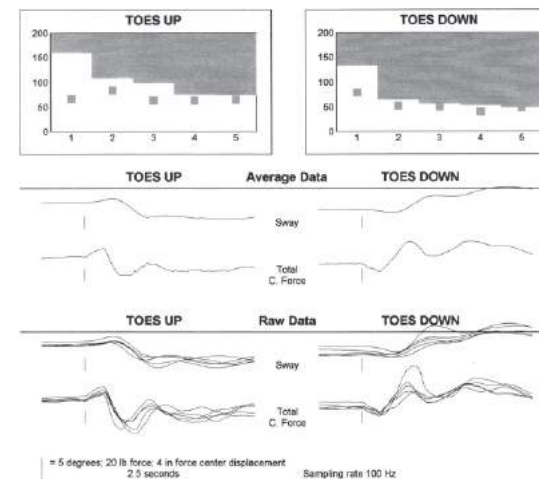 TOES UP
200
150
100
50
0
1 2 3 4 5
TOES DOWN
200
150
100
50
0
1 2 3 4 5
TOES UP Average Data TOES DOWN
Sway
Total
C. Force
TOES UP Raw Data TOES DOWN
Sway
Total
C. Force
= 5 degrees; 20 lb force; 4 in force center displacement
2.5 seconds Sampling rate 100 Hz